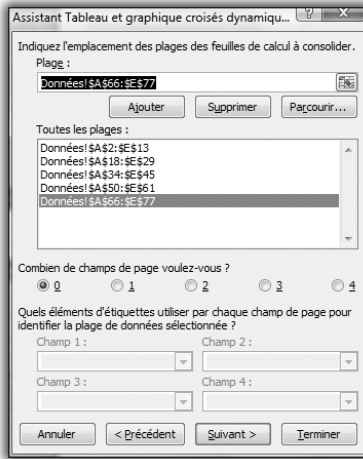 Assistant Tableau et graphique croisés dynamiqu...
Indiquez l'emplacement des plages des feuilles de calcul à consolider.
Plage :
Données!$A$66:$E$77
Ajouter Supprimer Parcourir...
Toutes les plages :
Données!$A$2:$E$13
Données!$A$18:$E$29
Données!$A$34:$E$45
Données!$A$50:$E$61
Données!$A$66:$E$77
Combien de champs de page voulez-vous ?
0 1 2 3 4
Quels éléments d'étiquettes utiliser par chaque champ de page pour
identifier la plage de données sélectionnée ?
Champ 1 : Champ 2 :
Champ 3 : Champ 4 :
Annuler < Précédent Suivant > Terminer